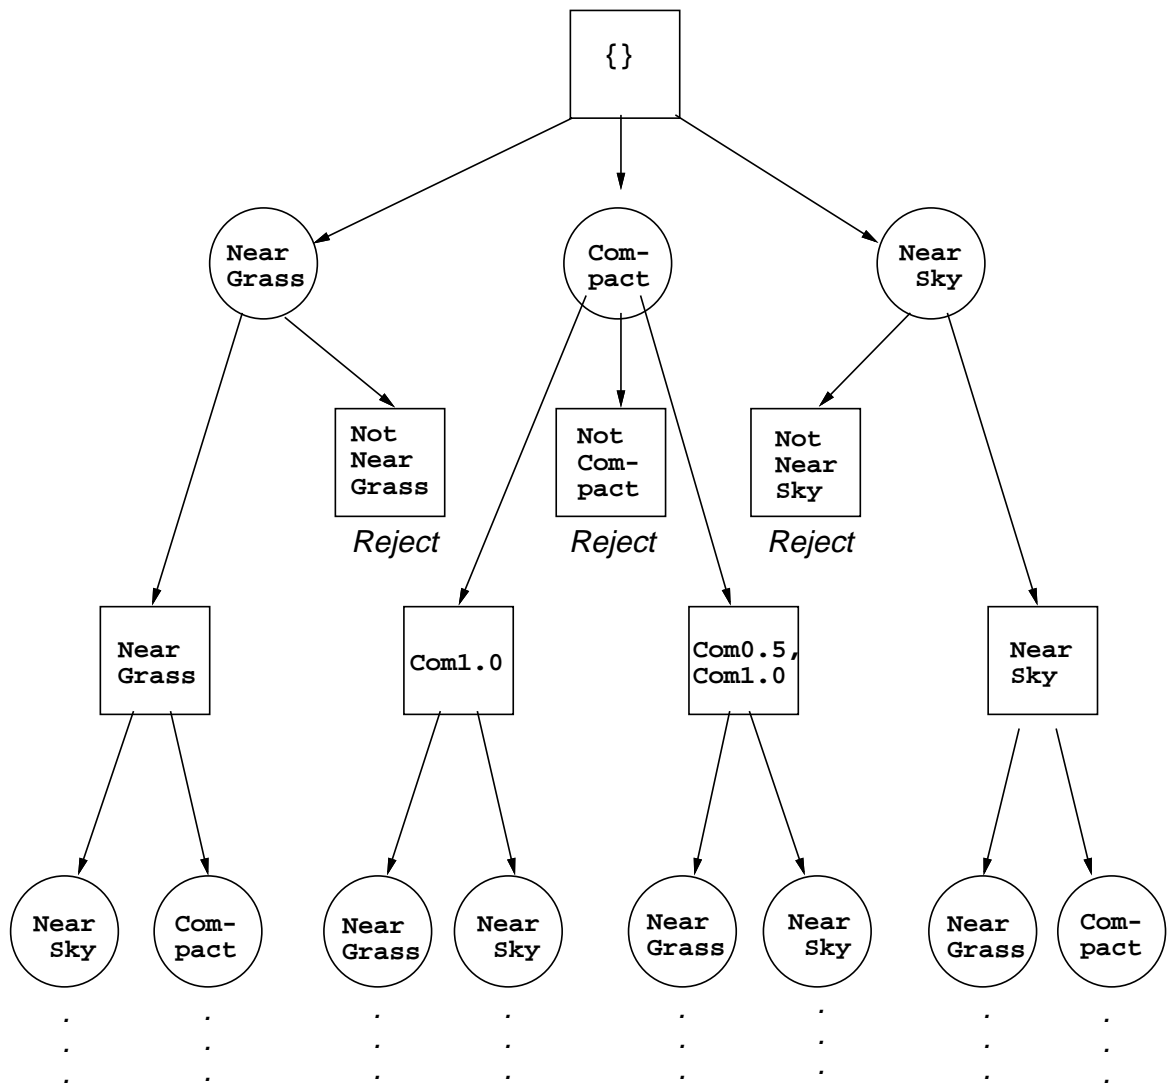 {}
Near
Grass
Com-
pact
Near
Sky
Not
Near
Grass
Reject
Not
Com-
pact
Reject
Not
Near
Sky
Reject
Near
Grass
Com1.0
Com0.5,
Com1.0
Near
Sky
Near
Sky
Com-
pact
Near
Grass
Near
Sky
Near
Grass
Near
Sky
Near
Grass
Com-
pact